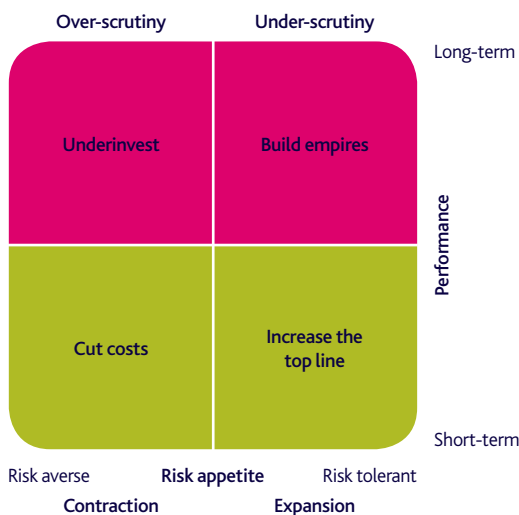 Over-scrutiny
Under-scrutiny
Long-term
Underinvest
Build empires
Performance
Cut costs
Increase the
top line
Short-term
Risk averse
Risk appetite
Risk tolerant
Contraction
Expansion